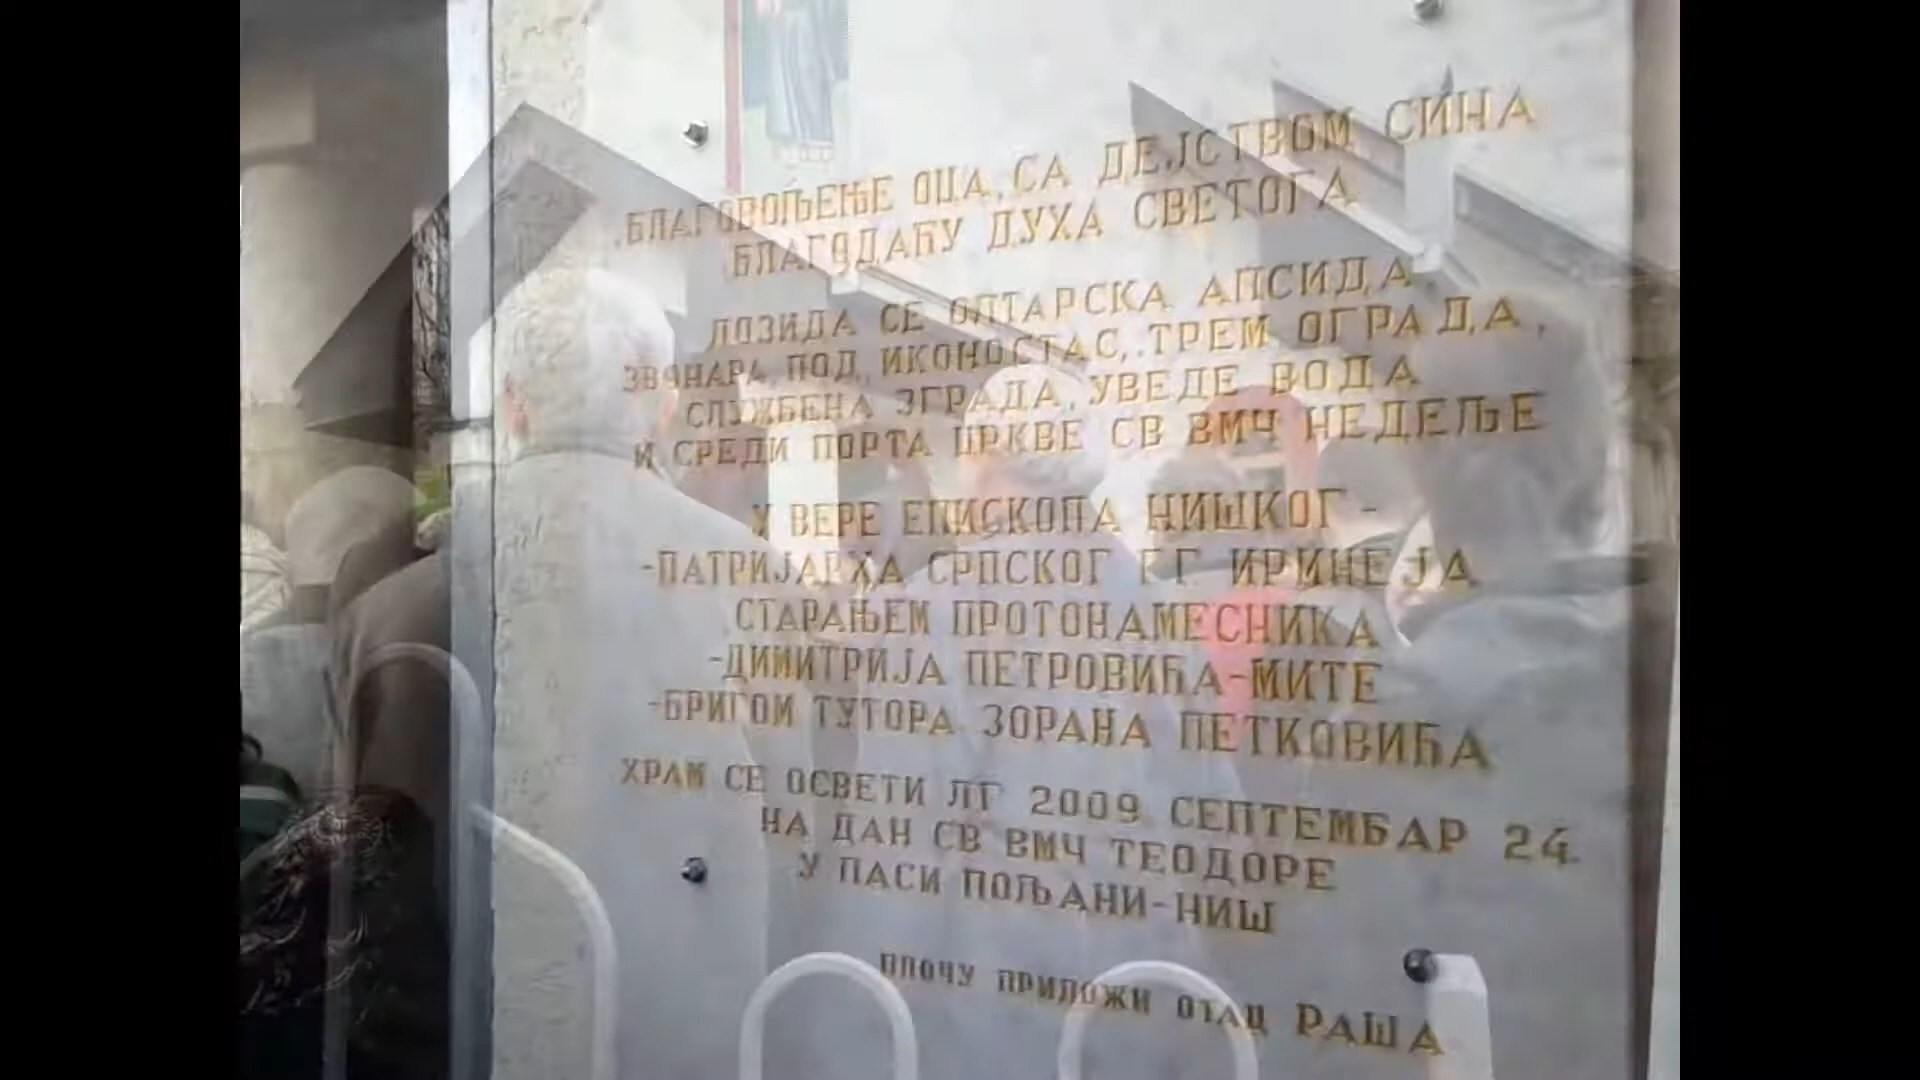 БЛАГОВОЉЕЊЕ ОЦА, СА ДЕЈСТВОМ СИНА
БЛАГОДАЋУ ДУХА СВЕТОГА
ДОЗИДА СЕ ОЛТАРСКА АПСИДА
ЗВОНАРА, ПОД, ИКОНОСТАС, ТРЕМ ОГРАДА,
СЛУЖБЕНА ЗГРАДА, УВЕДЕ ВОДА
И СРЕДИ ПОРТА ЦРКВЕ СВ ВМЧ НЕДЕЉЕ
У ВЕРЕ ЕПИСКОПА НИШКОГ -
-ПАТРИЈАРХА СРПСКОГ Г.Г. ИРИНЕЈА
СТАРАЊЕМ ПРОТОНАМЕСНИКА
-ДИМИТРИЈА ПЕТРОВИЋА-МИТЕ
-БРИГОМ ТУТОРА ЗОРАНА ПЕТКОВИЋА
ХРАМ СЕ ОСВЕТИ ЛГ 2009 СЕПТЕМБАР 24.
НА ДАН СВ ВМЧ ТЕОДОРЕ
У ПАСИ ПОЉАНИ-НИШ
ПЛОЧУ ПРИЛОЖИ ОТАЦ РАША